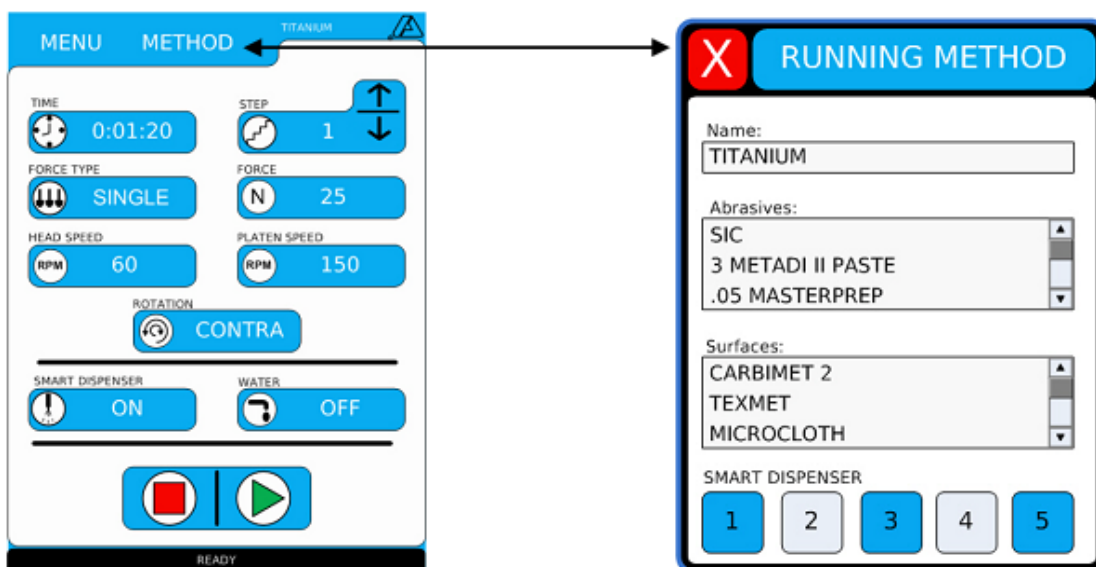 MENU METHOD TITANIUM
TIME STEP
0:01:20 1
FORCE TYPE FORCE
SINGLE N 25
HEAD SPEED PLATEN SPEED
RPM 60 RPM 150
ROTATION
CONTRA
SMART DISPENSER WATER
ON OFF
READY
X RUNNING METHOD
Name:
TITANIUM
Abrasives:
SIC
3 METADI II PASTE
.05 MASTERPREP
Surfaces:
CARBIMET 2
TEXMET
MICROCLOTH
SMART DISPENSER
1 2 3 4 5